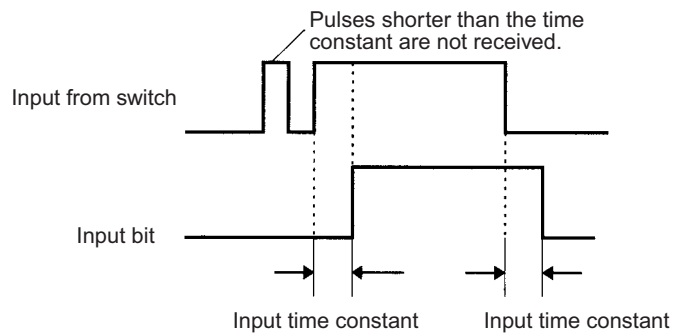 Pulses shorter than the time
constant are not received.
Input from switch
Input bit
Input time constant
Input time constant